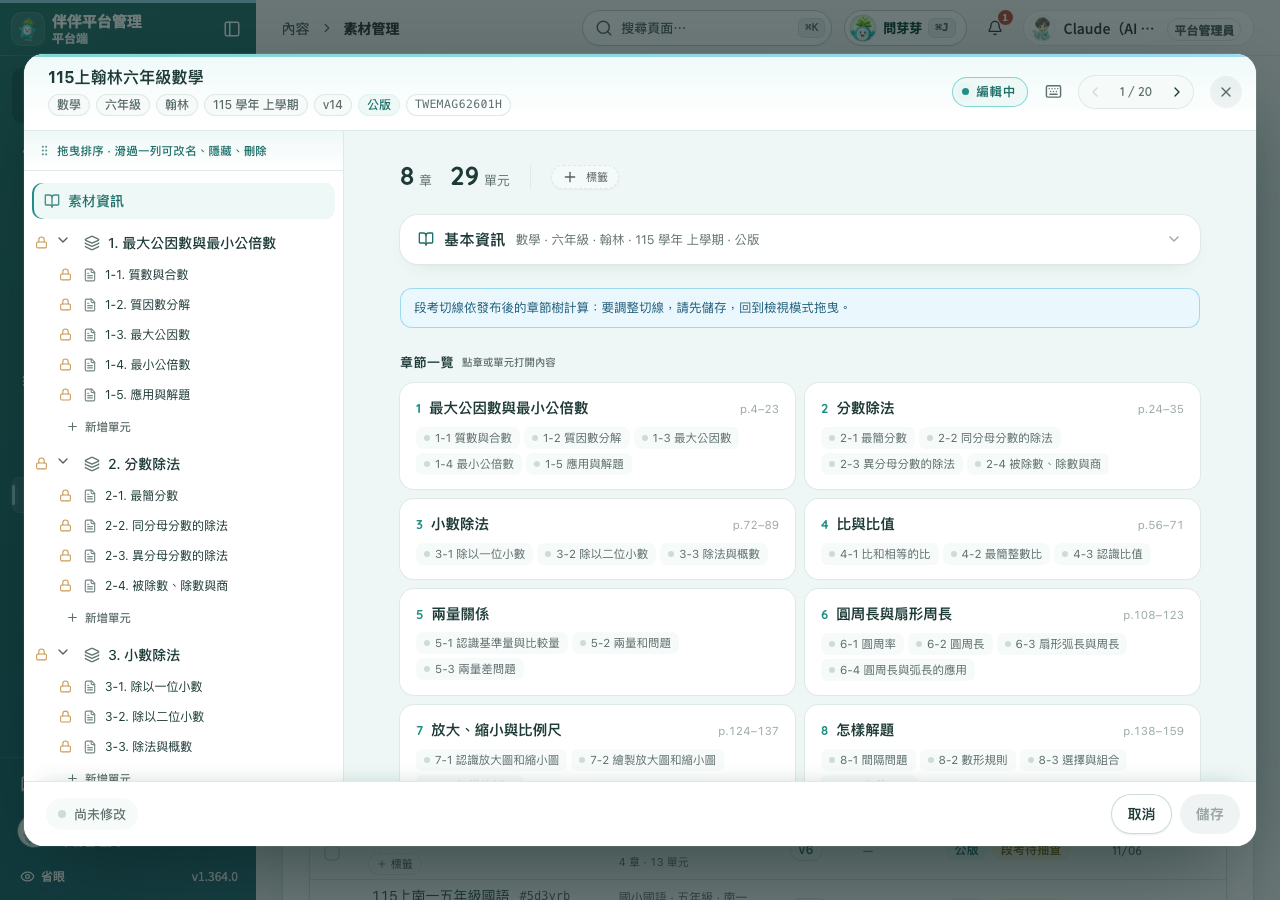 伴伴平台管理
平台端
內容 > 素材管理
搜尋頁面… ⌘K
問芽芽 ⌘J
1
Claude（AI … 平台管理員
115上翰林六年級數學
數學 六年級 翰林 115 學年 上學期 v14 公版 TWEMAG62601H
編輯中
1 / 20
拖曳排序 · 滑過一列可改名、隱藏、刪除
素材資訊
1. 最大公因數與最小公倍數
1-1. 質數與合數
1-2. 質因數分解
1-3. 最大公因數
1-4. 最小公倍數
1-5. 應用與解題
+ 新增單元
2. 分數除法
2-1. 最簡分數
2-2. 同分母分數的除法
2-3. 異分母分數的除法
2-4. 被除數、除數與商
+ 新增單元
3. 小數除法
3-1. 除以一位小數
3-2. 除以二位小數
3-3. 除法與概數
+ 新增單元
8 章 29 單元 + 標籤
基本資訊 數學 · 六年級 · 翰林 · 115 學年 上學期 · 公版
段考切線依發布後的章節樹計算：要調整切線，請先儲存，回到檢視模式拖曳。
章節一覽 點章或單元打開內容
1 最大公因數與最小公倍數 p.4–23
1-1 質數與合數 1-2 質因數分解 1-3 最大公因數
1-4 最小公倍數 1-5 應用與解題
2 分數除法 p.24–35
2-1 最簡分數 2-2 同分母分數的除法
2-3 異分母分數的除法 2-4 被除數、除數與商
3 小數除法 p.72–89
3-1 除以一位小數 3-2 除以二位小數 3-3 除法與概數
4 比與比值 p.56–71
4-1 比和相等的比 4-2 最簡整數比 4-3 認識比值
5 兩量關係
5-1 認識基準量與比較量 5-2 兩量和問題
5-3 兩量差問題
6 圓周長與扇形周長 p.108–123
6-1 圓周率 6-2 圓周長 6-3 扇形弧長與周長
6-4 圓周長與弧長的應用
7 放大、縮小與比例尺 p.124–137
7-1 認識放大圖和縮小圖 7-2 繪製放大圖和縮小圖
8 怎樣解題 p.138–159
8-1 間隔問題 8-2 數形規則 8-3 選擇與組合
尚未修改
取消 儲存
+ 標籤
4 章 · 13 單元
v6
—
公版
段考待抽查
11/06
省眼 v1.364.0
115上南一五年級國語 #5d3yrb
國小國語 · 五年級 · 南一